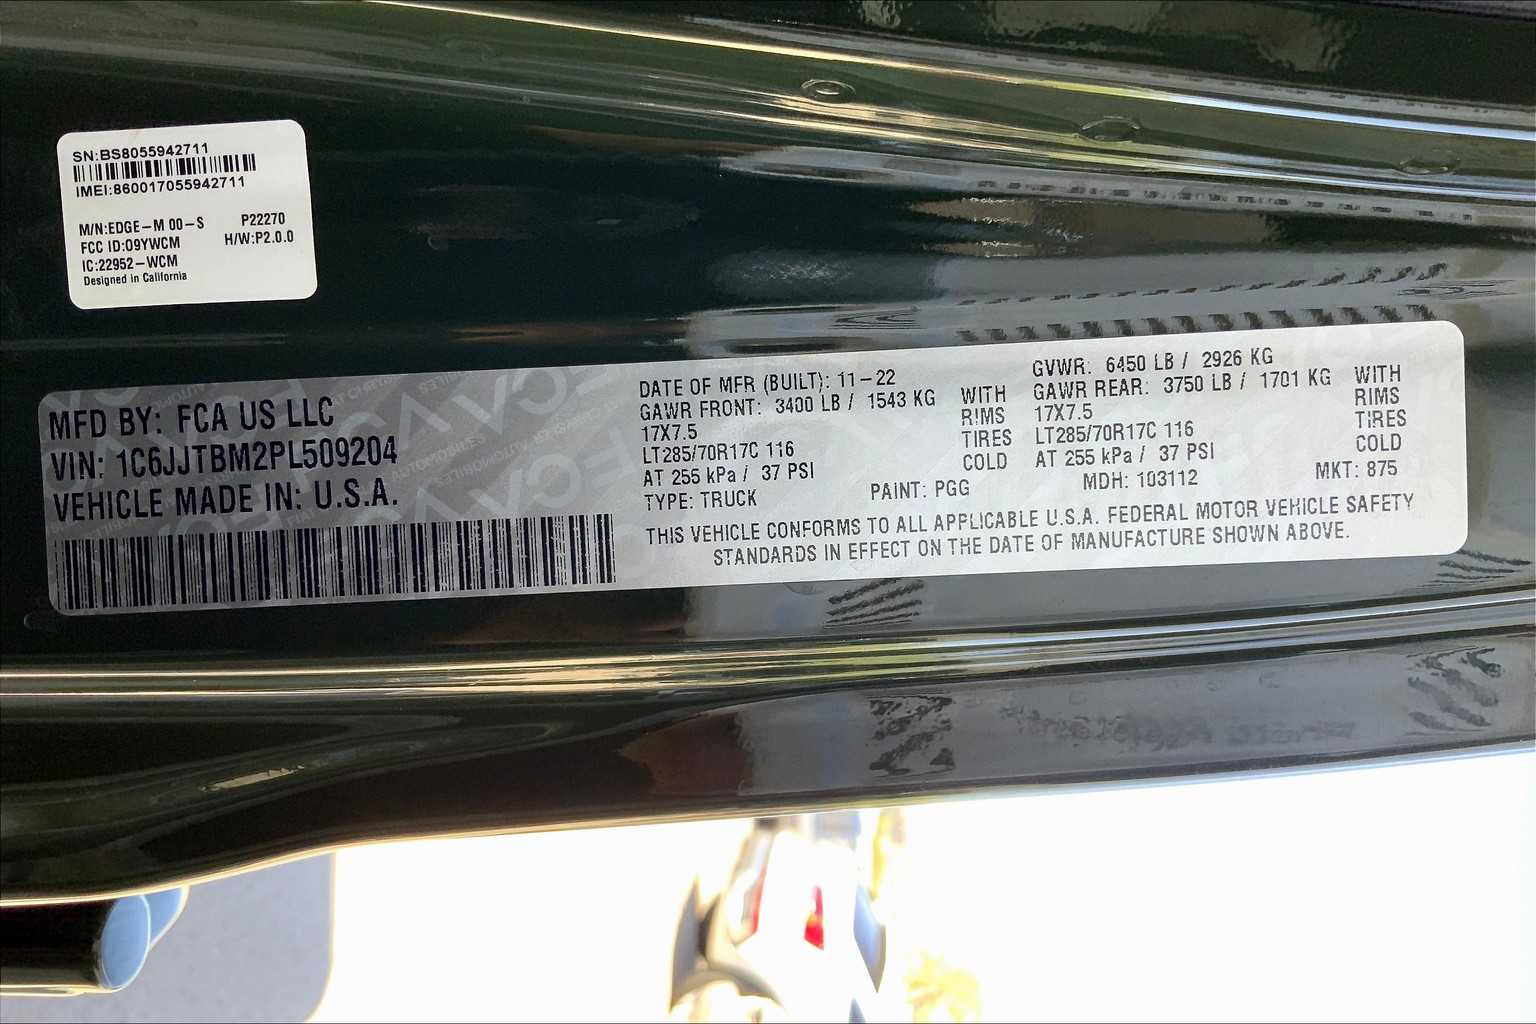 SN:BS8055942711
IMEI:860017055942711
M/N:EDGE-M 00-S P22270
FCC ID:O9YWCM H/W:P2.0.0
IC:22952-WCM
Designed in California
MFD BY: FCA US LLC
VIN: 1C6JJTBM2PL509204
VEHICLE MADE IN: U.S.A.
DATE OF MFR (BUILT): 11-22
GAWR FRONT: 3400 LB / 1543 KG WITH
17X7.5 RIMS
LT285/70R17C 116 TIRES
AT 255 kPa / 37 PSI COLD
TYPE: TRUCK PAINT: PGG
GVWR: 6450 LB / 2926 KG
GAWR REAR: 3750 LB / 1701 KG WITH
17X7.5 RIMS
LT285/70R17C 116 TIRES
AT 255 kPa / 37 PSI COLD
MDH: 103112 MKT: 875
THIS VEHICLE CONFORMS TO ALL APPLICABLE U.S.A. FEDERAL MOTOR VEHICLE SAFETY
STANDARDS IN EFFECT ON THE DATE OF MANUFACTURE SHOWN ABOVE.